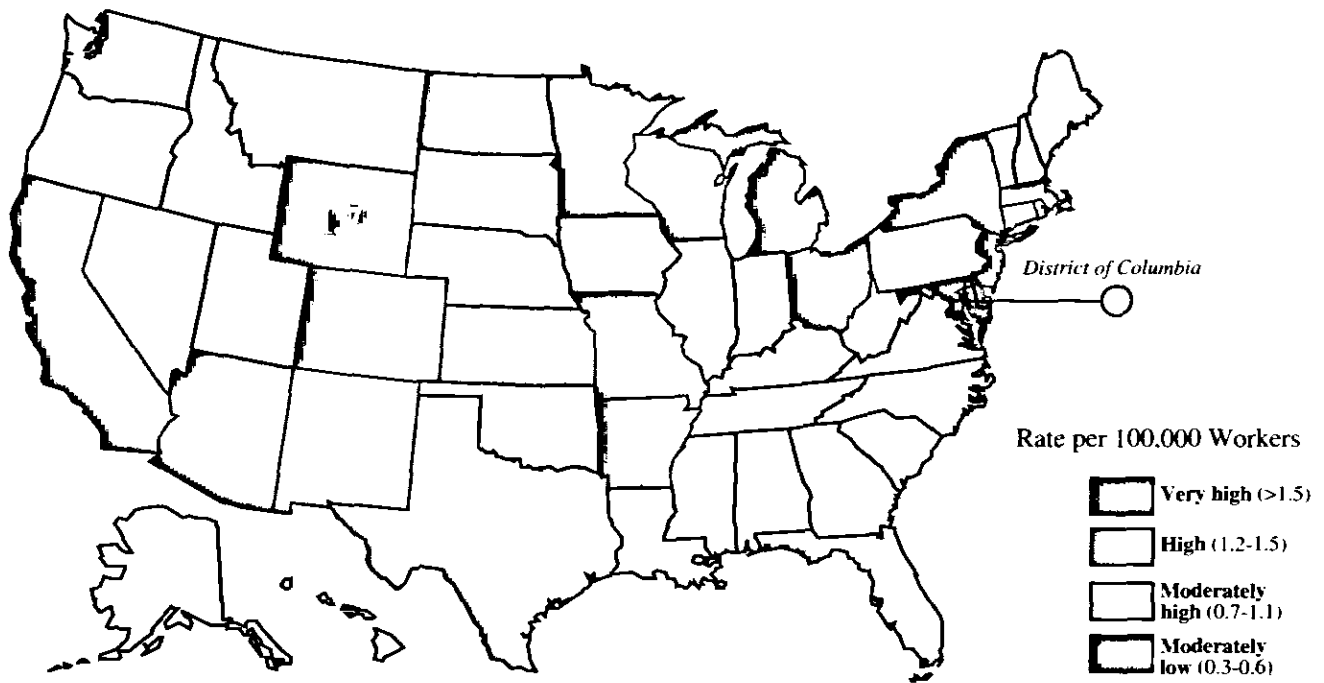 District of Columbia
Rate per 100.000 Workers
Very high (>1.5)
High (1.2-1.5)
Moderately
high (0.7-1.1)
Moderately
low (0.3-0.6)